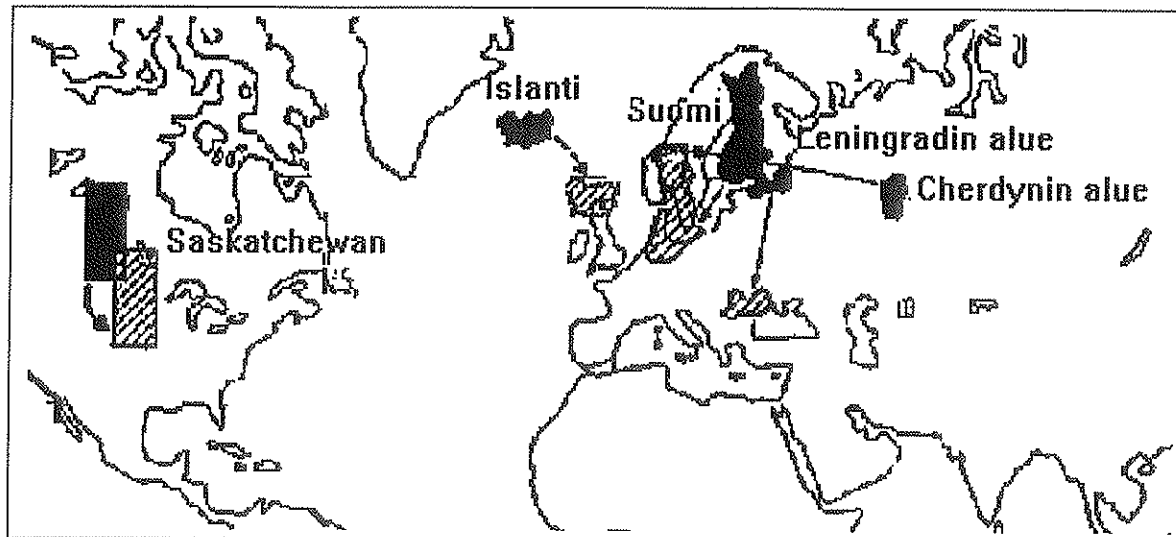 Islanti
Suomi
Leningradin alue
Cherdynin alue
Saskatchewan